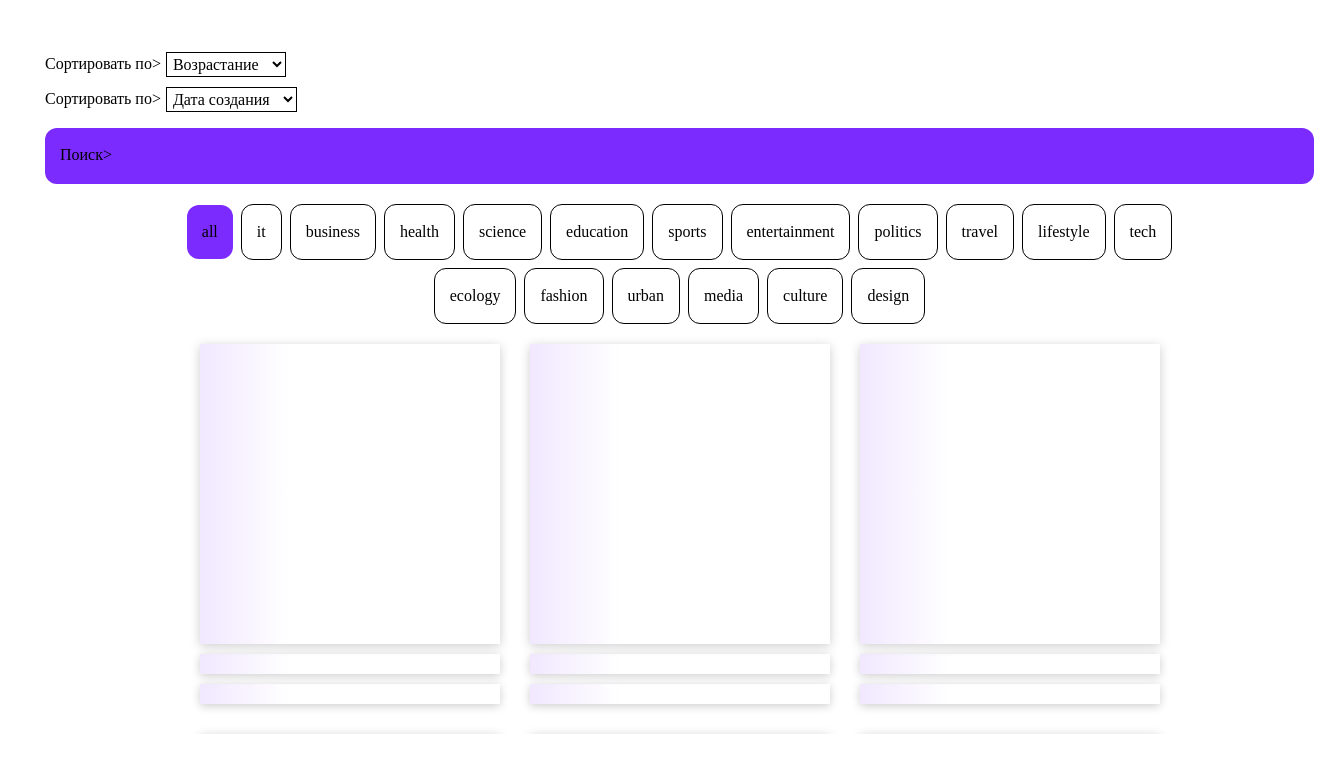 Сортировать по> Возрастание
Сортировать по> Дата создания
Поиск>
all it business health science education sports entertainment politics travel lifestyle tech
ecology fashion urban media culture design